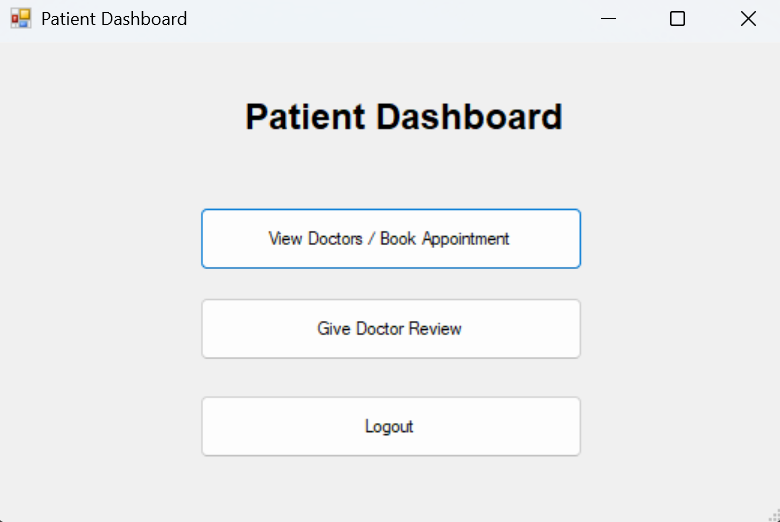 Patient Dashboard
Patient Dashboard
View Doctors / Book Appointment
Give Doctor Review
Logout